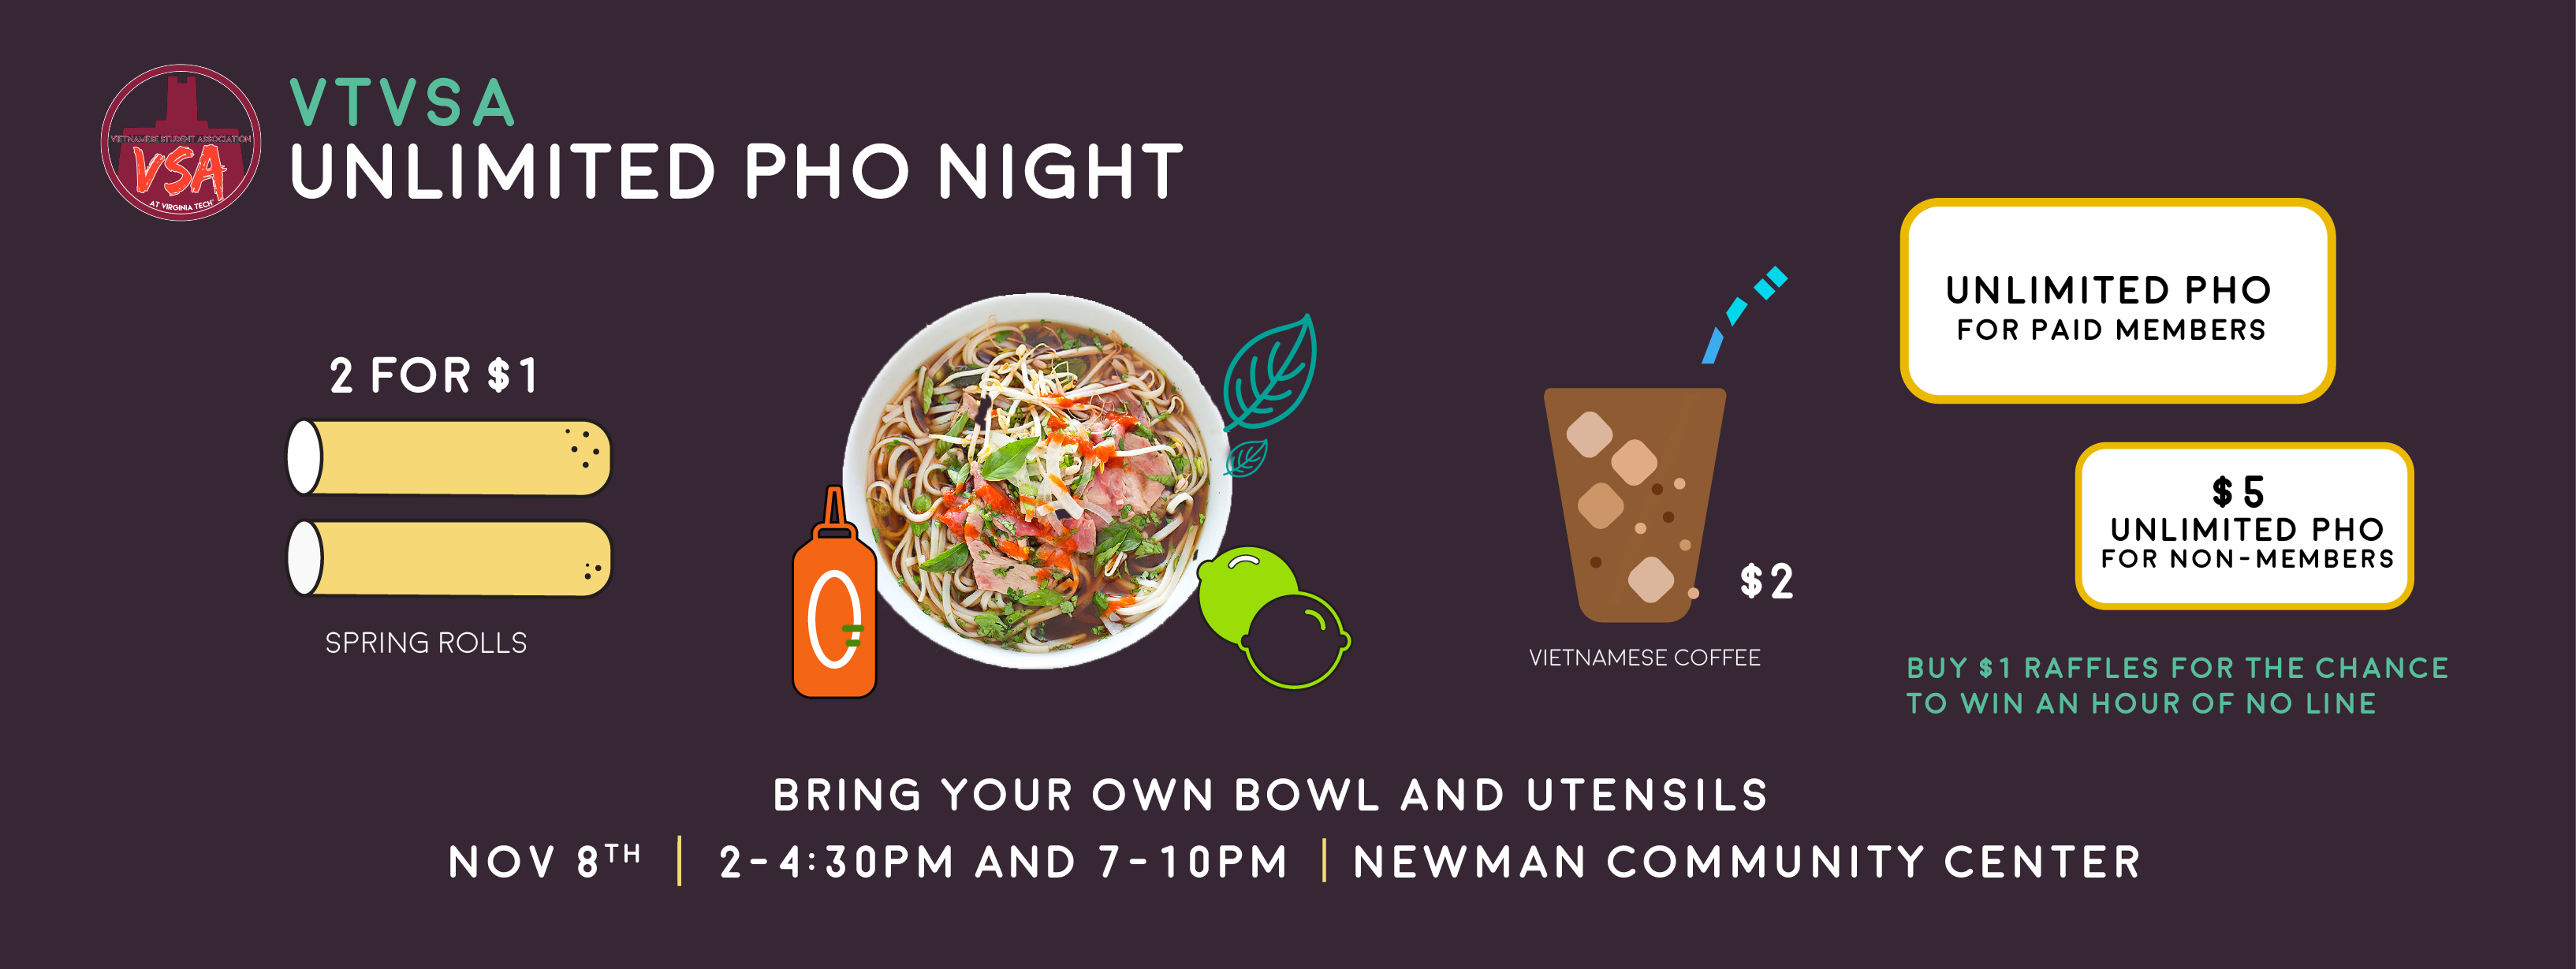 VIETNAMESE STUDENT ASSOCIATION
VSA
AT VIRGINIA TECH
VTVSA
UNLIMITED PHO NIGHT
2 FOR $1
SPRING ROLLS
$2
VIETNAMESE COFFEE
UNLIMITED PHO
FOR PAID MEMBERS
$5
UNLIMITED PHO
FOR NON-MEMBERS
BUY $1 RAFFLES FOR THE CHANCE
TO WIN AN HOUR OF NO LINE
BRING YOUR OWN BOWL AND UTENSILS
NOV 8TH | 2-4:30PM AND 7-10PM | NEWMAN COMMUNITY CENTER